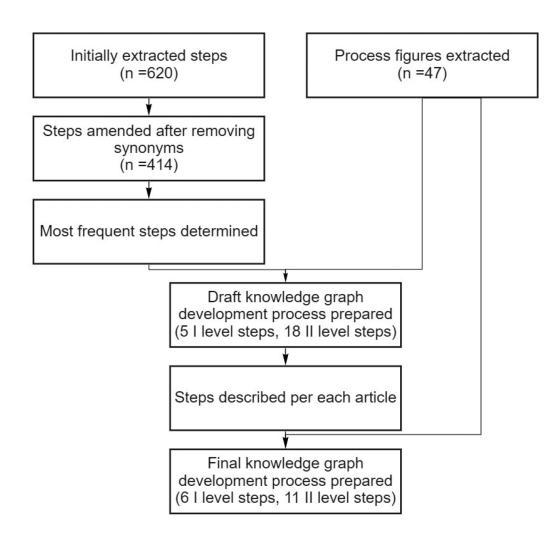 Initially extracted steps
(n =620)
Process figures extracted
(n =47)
Steps amended after removing
synonyms
(n =414)
Most frequent steps determined
Draft knowledge graph
development process prepared
(5 I level steps, 18 II level steps)
Steps described per each article
Final knowledge graph
development process prepared
(6 I level steps, 11 II level steps)